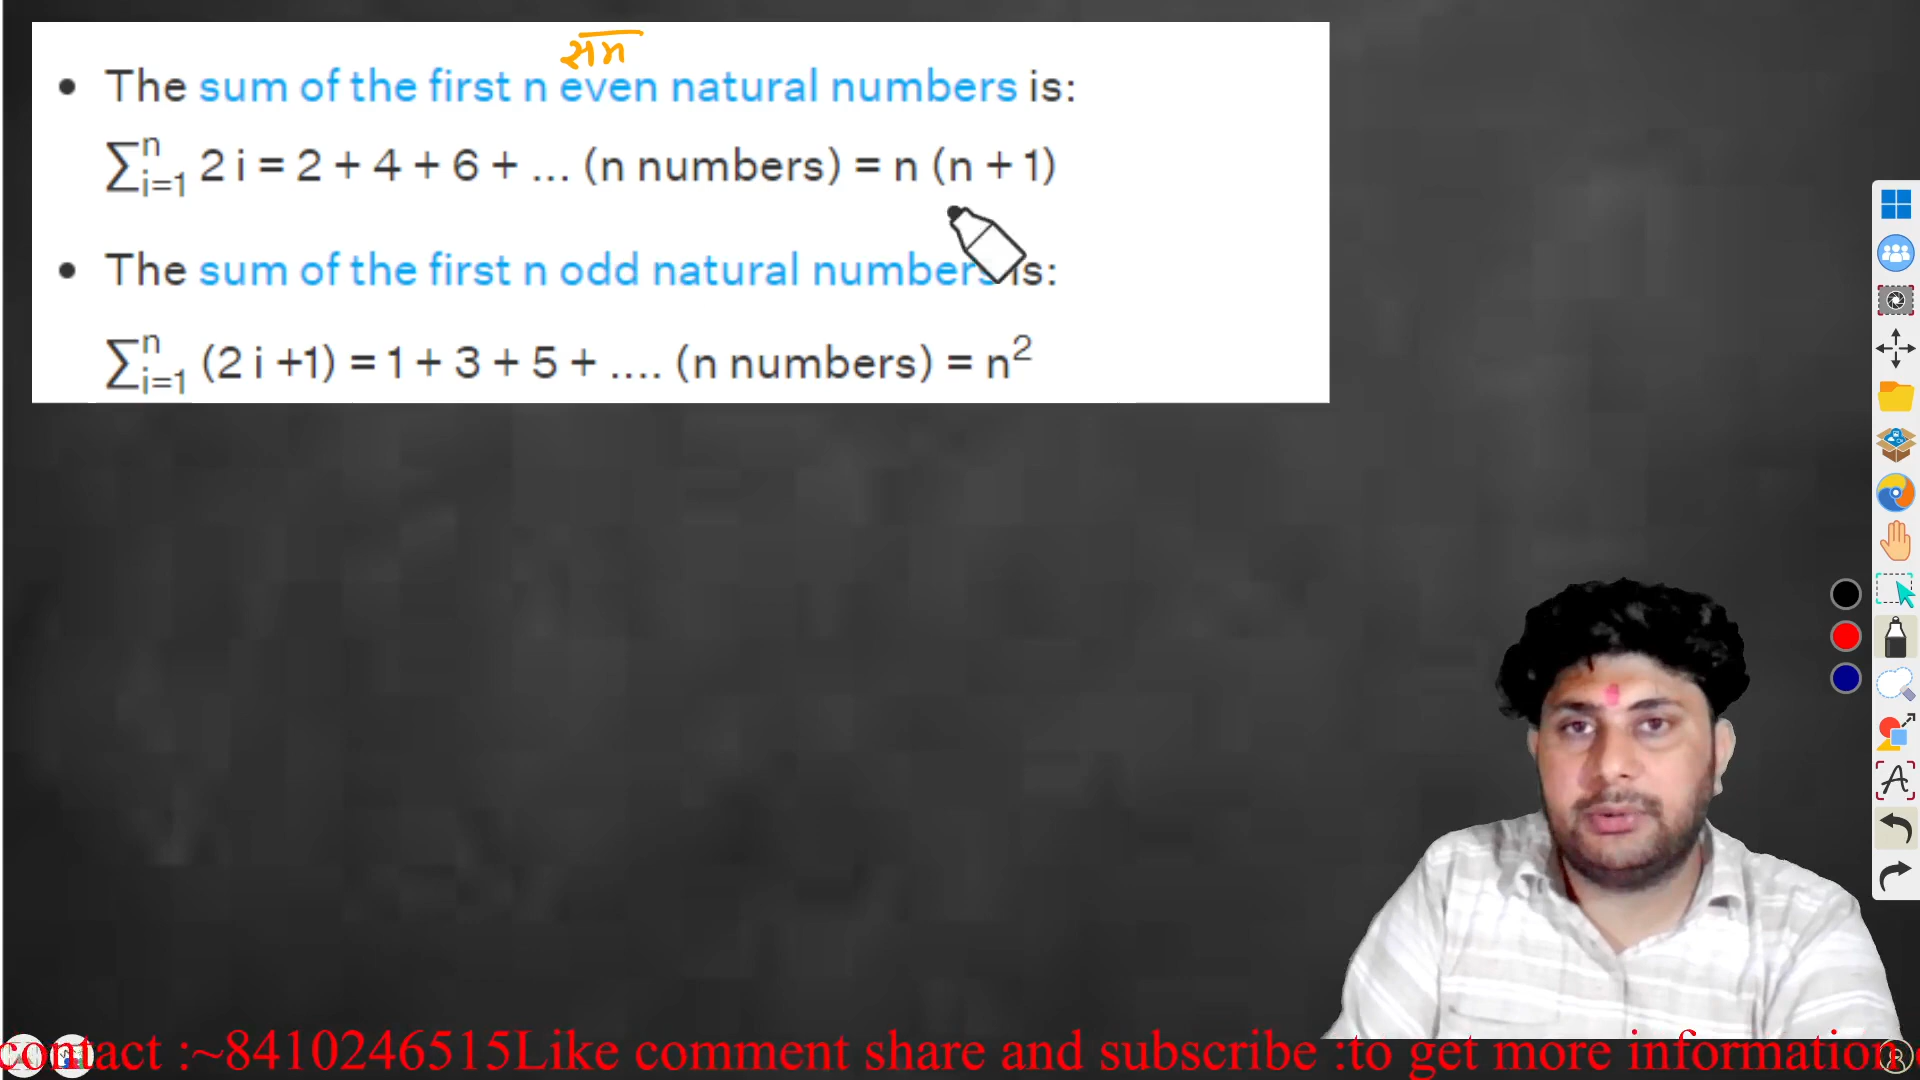 सम
The sum of the first n even natural numbers is:
∑ⁿᵢ₌₁ 2 i = 2 + 4 + 6 + ... (n numbers) = n (n + 1)
The sum of the first n odd natural numbers is:
∑ⁿᵢ₌₁ (2 i +1) = 1 + 3 + 5 + .... (n numbers) = n²
contact :~8410246515Like comment share and subscribe :to get more information